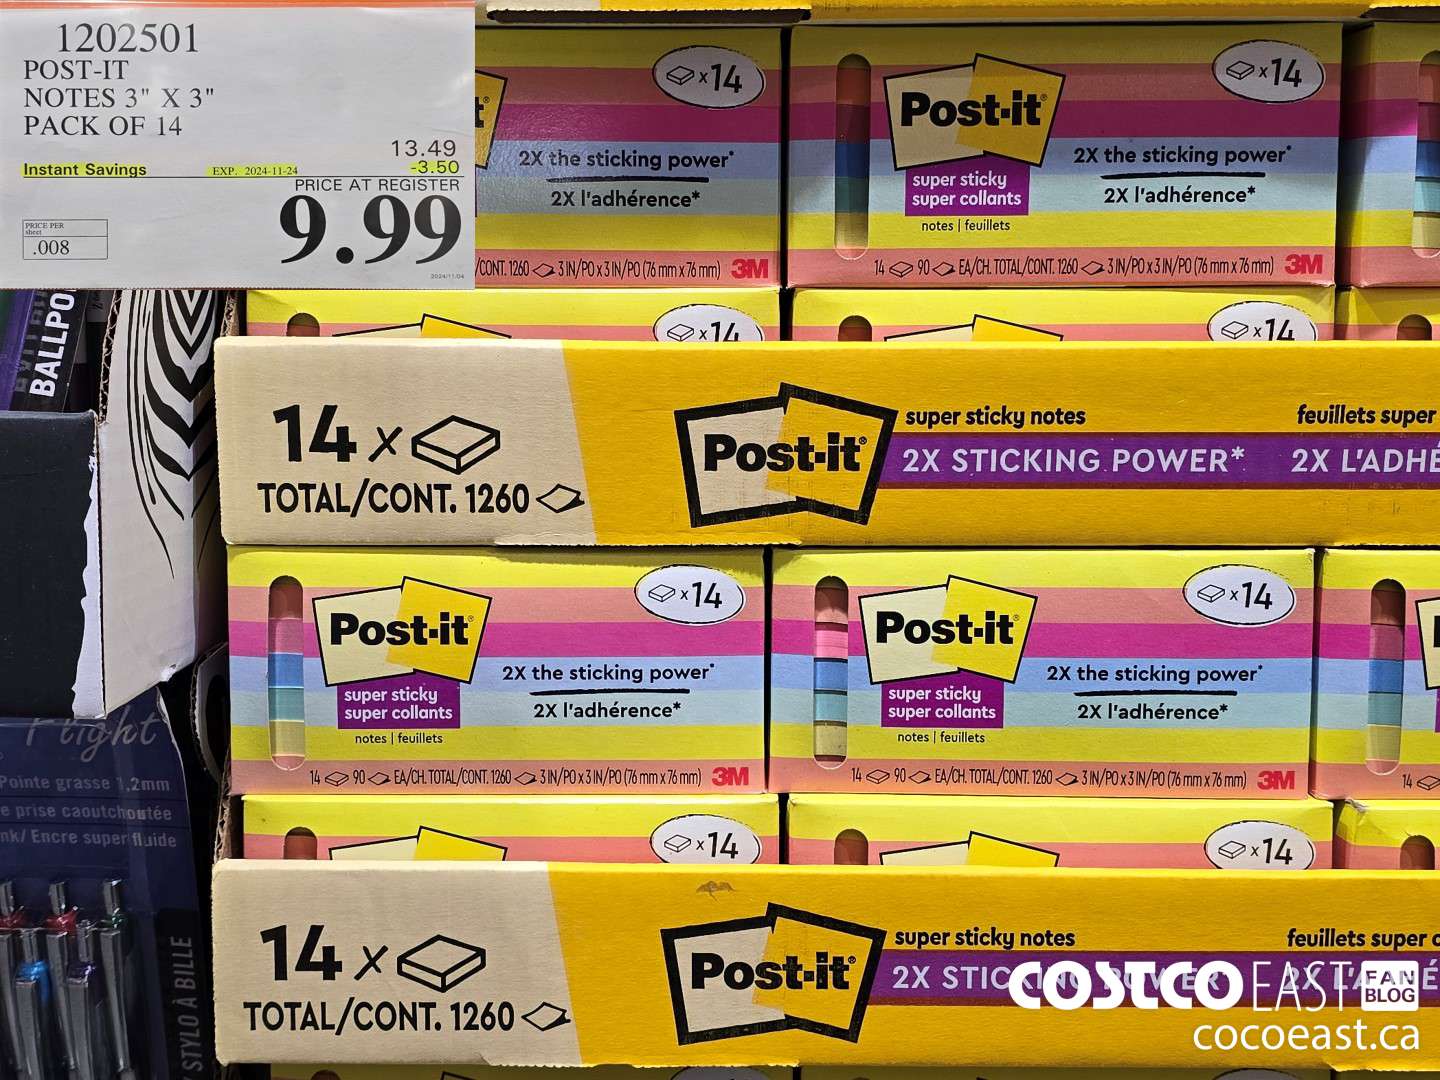 1202501
POST-IT
NOTES 3" X 3"
PACK OF 14
13.49
Instant Savings EXP. 2024-11-24 -3.50
PRICE AT REGISTER
9.99
PRICE PER
sheet
.008
2024/11/04
x14
2X the sticking power*
2X l'adhérence*
/CONT. 1260 3 IN/PO x 3 IN/PO (76 mm x 76 mm) 3M
x14
Post-it®
2X the sticking power*
super sticky
super collants
2X l'adhérence*
notes | feuillets
14 90 EA/CH. TOTAL/CONT. 1260 3 IN/PO x 3 IN/PO (76 mm x 76 mm) 3M
BALLPO
x14
x14
14 x
TOTAL/CONT. 1260
Post-it®
super sticky notes feuillets super
2X STICKING POWER* 2X L'ADHÉ
x14
Post-it®
2X the sticking power*
super sticky
super collants
2X l'adhérence*
notes | feuillets
14 90 EA/CH. TOTAL/CONT. 1260 3 IN/PO x 3 IN/PO (76 mm x 76 mm) 3M
x14
Post-it®
2X the sticking power*
super sticky
super collants
2X l'adhérence*
notes | feuillets
14 90 EA/CH. TOTAL/CONT. 1260 3 IN/PO x 3 IN/PO (76 mm x 76 mm) 3M
14
light
Pointe grasse 1,2mm
e prise caoutchoutée
nk/ Encre super fluide
STYLO À BILLE
x14
x14
14 x
TOTAL/CONT. 1260
Post-it®
super sticky notes feuillets super c
2X STICKING POWER* 2X L'ADHÉ
COSTCO EAST FAN BLOG
cocoeast.ca